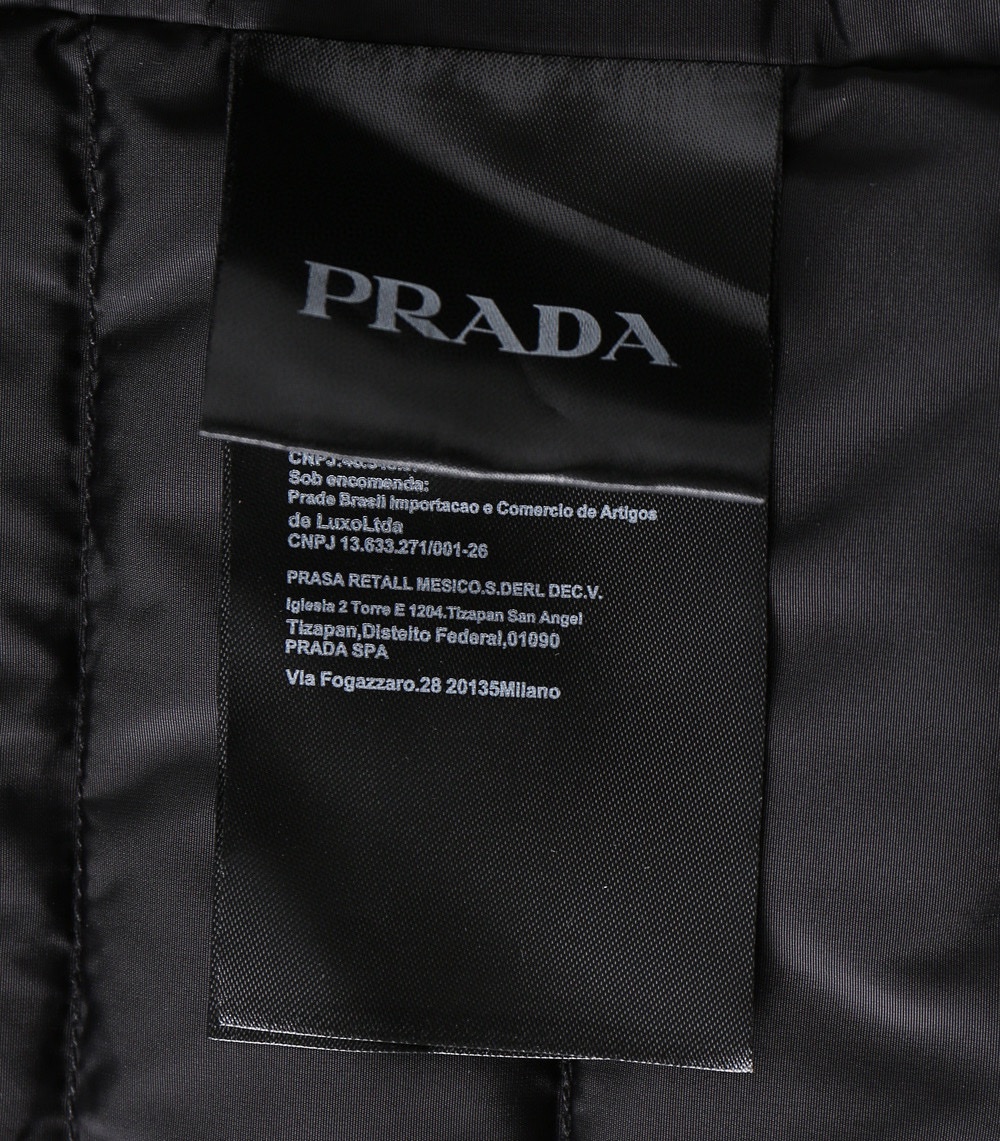 PRADA
Sob encomenda:
Prade Brasil Importacao e Comercio de Artigos
de LuxoLtda
CNPJ 13.633.271/001-26
PRASA RETALL MESICO.S.DERL DEC.V.
Iglesia 2 Torre E 1204.Tizapan San Angel
Tizapan,Disteito Federal,01090
PRADA SPA
VIa Fogazzaro.28 20135Milano